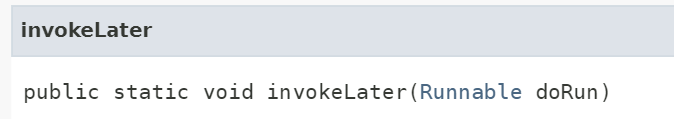 invokeLater
public static void invokeLater(Runnable doRun)